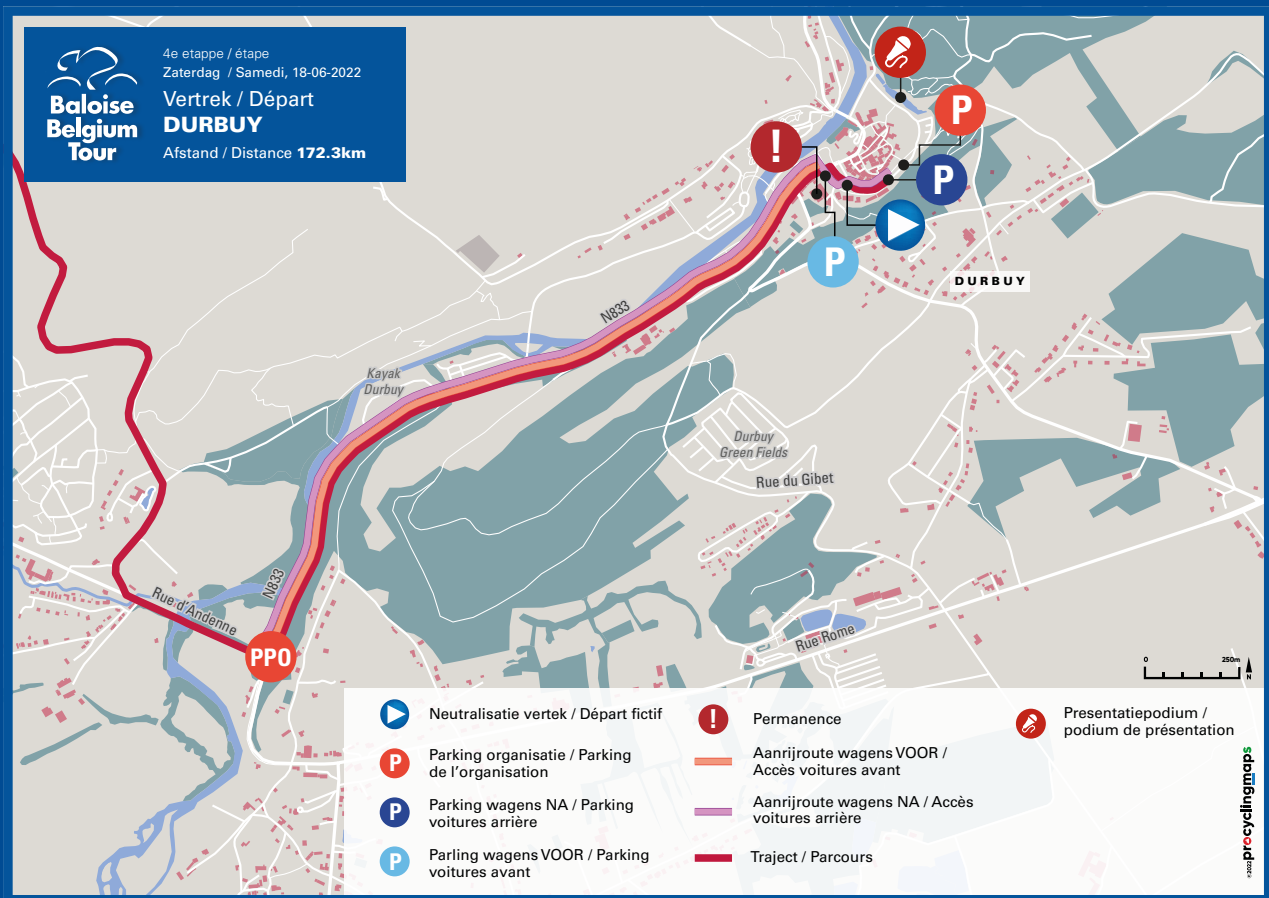 Baloise
Belgium
Tour
4e etappe / étape
Zaterdag / Samedi, 18-06-2022
Vertrek / Départ
DURBUY
Afstand / Distance 172.3km
P
!
P
P
DURBUY
N833
Kayak
Durbuy
Durbuy
Green Fields
Rue du Gibet
N833
Rue d'Andenne
PPO
Rue Rome
0 250m
N
Neutralisatie vertek / Départ fictif
P
Parking organisatie / Parking
de l'organisation
P
Parking wagens NA / Parking
voitures arrière
P
Parling wagens VOOR / Parking
voitures avant
!
Permanence
Aanrijroute wagens VOOR /
Accès voitures avant
Aanrijroute wagens NA / Accès
voitures arrière
Traject / Parcours
Presentatiepodium /
podium de présentation
©2022 procyclingmaps